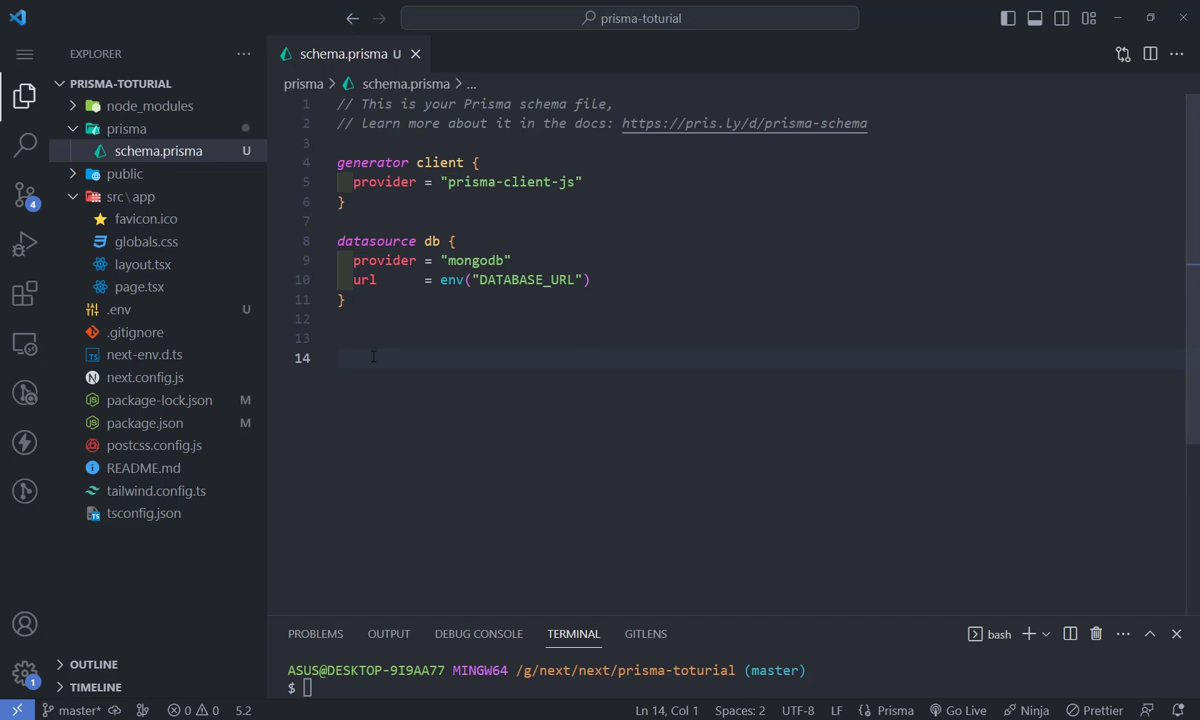 prisma-toturial
EXPLORER
PRISMA-TOTURIAL
node_modules
prisma
schema.prisma U
public
src\app
favicon.ico
globals.css
layout.tsx
page.tsx
.env U
.gitignore
next-env.d.ts
next.config.js
package-lock.json M
package.json M
postcss.config.js
README.md
tailwind.config.ts
tsconfig.json
OUTLINE
TIMELINE
4
1
schema.prisma U
prisma > schema.prisma > ...
1 // This is your Prisma schema file,
2 // learn more about it in the docs: https://pris.ly/d/prisma-schema
3
4 generator client {
5 provider = "prisma-client-js"
6 }
7
8 datasource db {
9 provider = "mongodb"
10 url      = env("DATABASE_URL")
11 }
12
13
14
PROBLEMS OUTPUT DEBUG CONSOLE TERMINAL GITLENS
bash
ASUS@DESKTOP-9I9AA77 MINGW64 /g/next/next/prisma-toturial (master)
$
master* 0 0 5.2 Ln 14, Col 1 Spaces: 2 UTF-8 LF Prisma Go Live Ninja Prettier